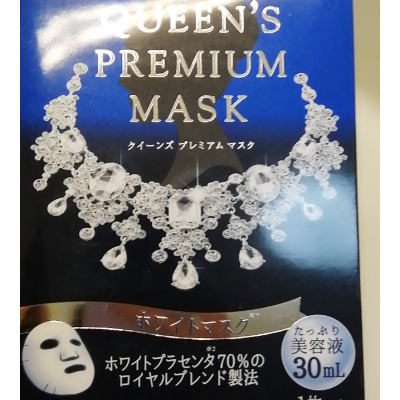 QUEEN'S
PREMIUM
MASK
クイーンズ プレミアム マスク
ホワイトマスク
ホワイトプラセンタ70%の※2
ロイヤルブレンド製法
たっぷり
美容液
30mL